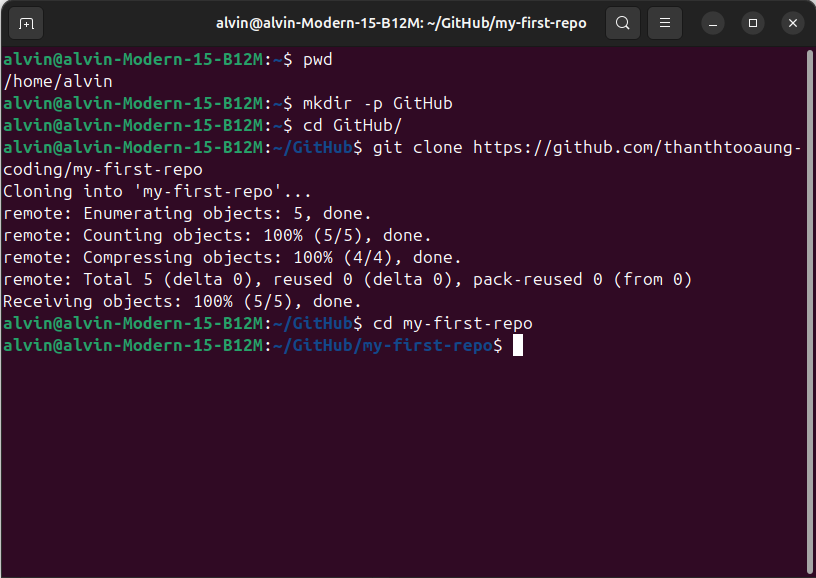 alvin@alvin-Modern-15-B12M: ~/GitHub/my-first-repo
alvin@alvin-Modern-15-B12M:~$ pwd
/home/alvin
alvin@alvin-Modern-15-B12M:~$ mkdir -p GitHub
alvin@alvin-Modern-15-B12M:~$ cd GitHub/
alvin@alvin-Modern-15-B12M:~/GitHub$ git clone https://github.com/thanhtooaung-
coding/my-first-repo
Cloning into 'my-first-repo'...
remote: Enumerating objects: 5, done.
remote: Counting objects: 100% (5/5), done.
remote: Compressing objects: 100% (4/4), done.
remote: Total 5 (delta 0), reused 0 (delta 0), pack-reused 0 (from 0)
Receiving objects: 100% (5/5), done.
alvin@alvin-Modern-15-B12M:~/GitHub$ cd my-first-repo
alvin@alvin-Modern-15-B12M:~/GitHub/my-first-repo$